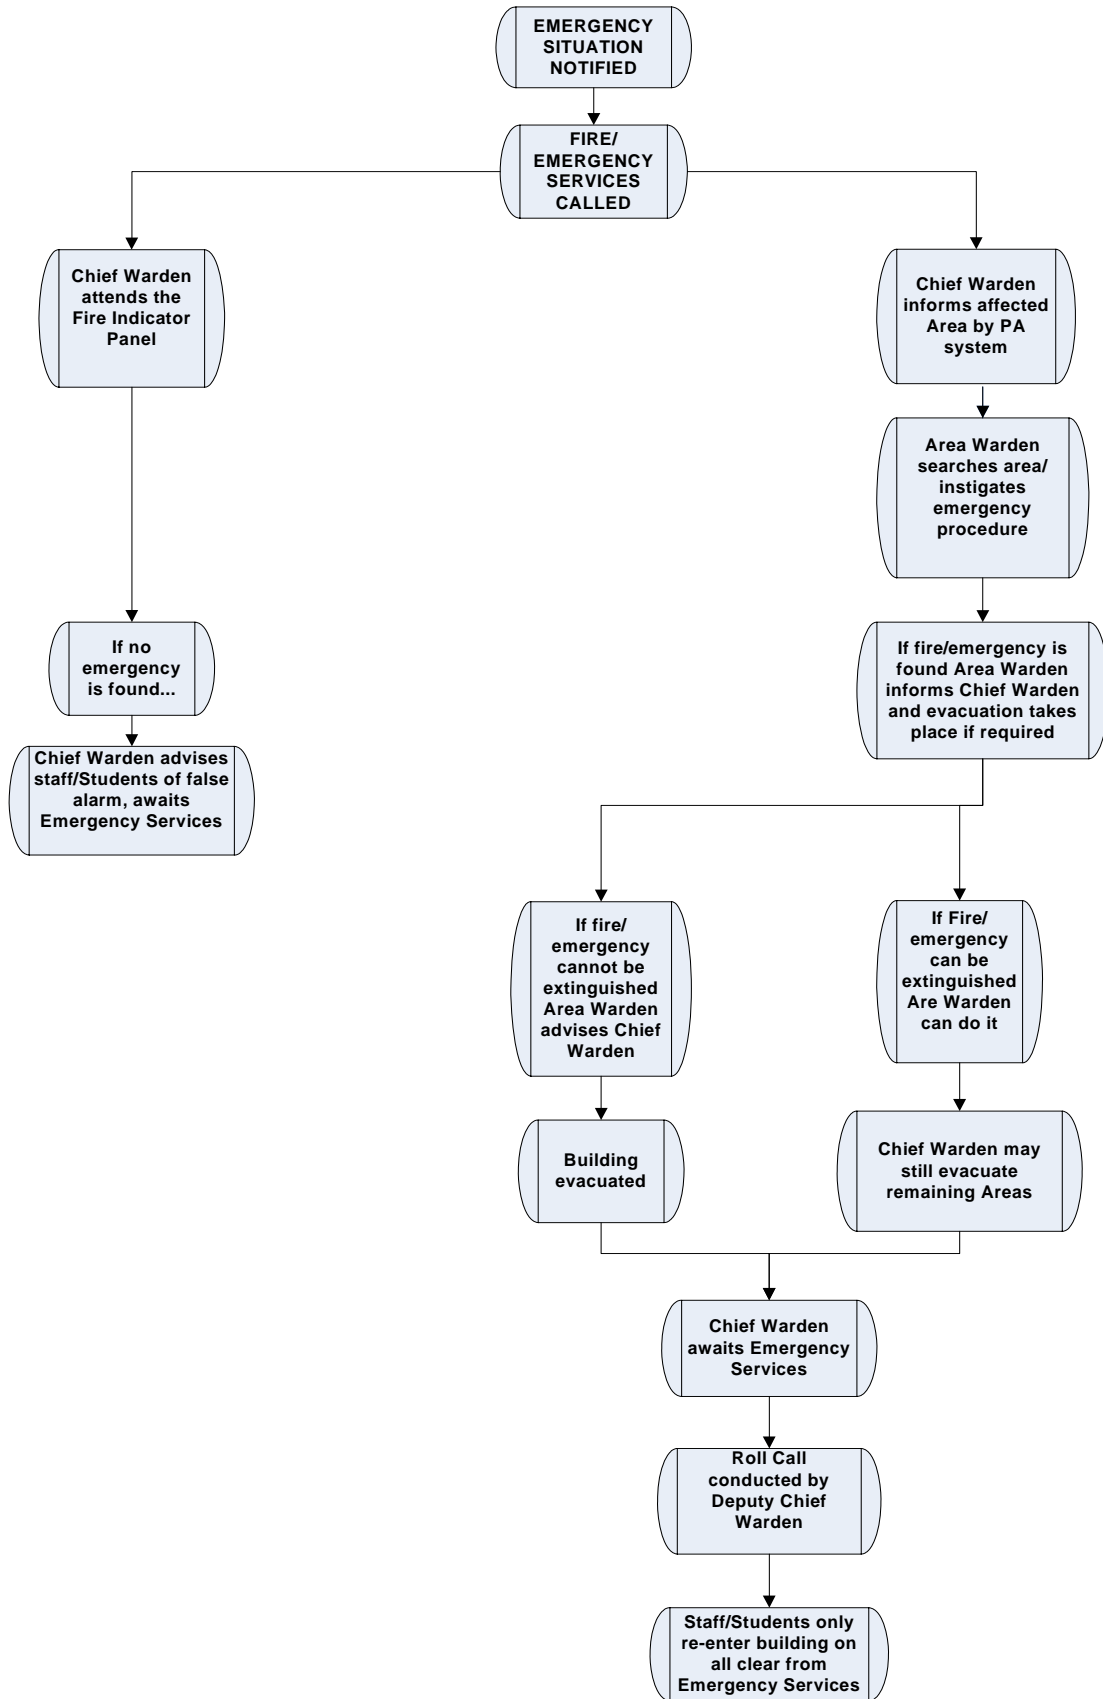 EMERGENCY
SITUATION
NOTIFIED
FIRE/
EMERGENCY
SERVICES
CALLED
Chief Warden
attends the
Fire Indicator
Panel
Chief Warden
informs affected
Area by PA
system
Area Warden
searches area/
instigates
emergency
procedure
If no
emergency
is found...
If fire/emergency is
found Area Warden
informs Chief Warden
and evacuation takes
place if required
Chief Warden advises
staff/Students of false
alarm, awaits
Emergency Services
If fire/
emergency
cannot be
extinguished
Area Warden
advises Chief
Warden
If Fire/
emergency
can be
extinguished
Are Warden
can do it
Building
evacuated
Chief Warden may
still evacuate
remaining Areas
Chief Warden
awaits Emergency
Services
Roll Call
conducted by
Deputy Chief
Warden
Staff/Students only
re-enter building on
all clear from
Emergency Services